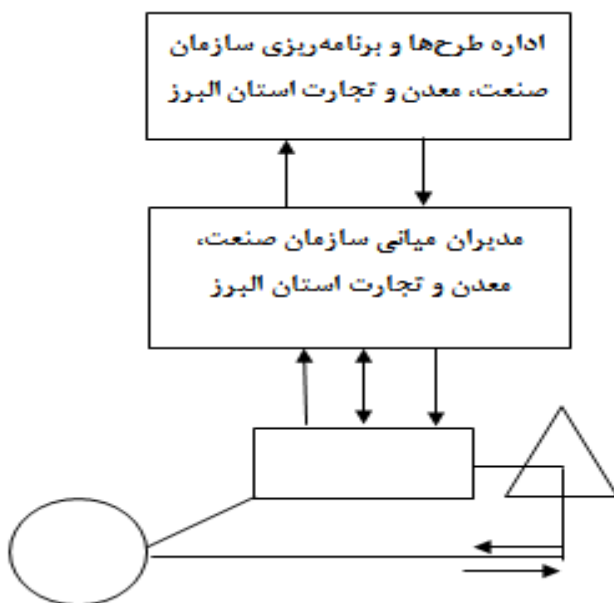 اداره طرح‌ها و برنامه‌ریزی سازمان
صنعت، معدن و تجارت استان البرز
مدیران میانی سازمان صنعت،
معدن و تجارت استان البرز